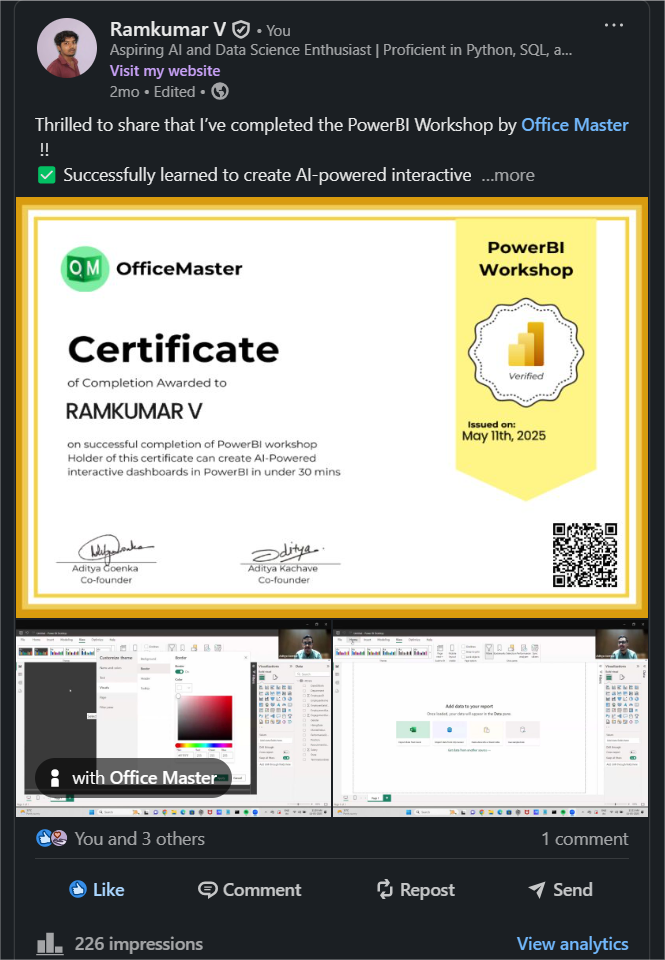 Ramkumar V • You
Aspiring AI and Data Science Enthusiast | Proficient in Python, SQL, a...
Visit my website
2mo • Edited •
Thrilled to share that I've completed the PowerBI Workshop by Office Master
!!
✅ Successfully learned to create AI-powered interactive ...more
OM OfficeMaster
Certificate
of Completion Awarded to
RAMKUMAR V
on successful completion of PowerBI workshop
Holder of this certificate can create AI-Powered
interactive dashboards in PowerBI in under 30 mins
Aditya Goenka
Co-founder
Aditya Kachave
Co-founder
PowerBI
Workshop
Verified
Issued on:
May 11th, 2025
Customize theme
Add data to your report
with Office Master
You and 3 others
1 comment
Like
Comment
Repost
Send
226 impressions
View analytics